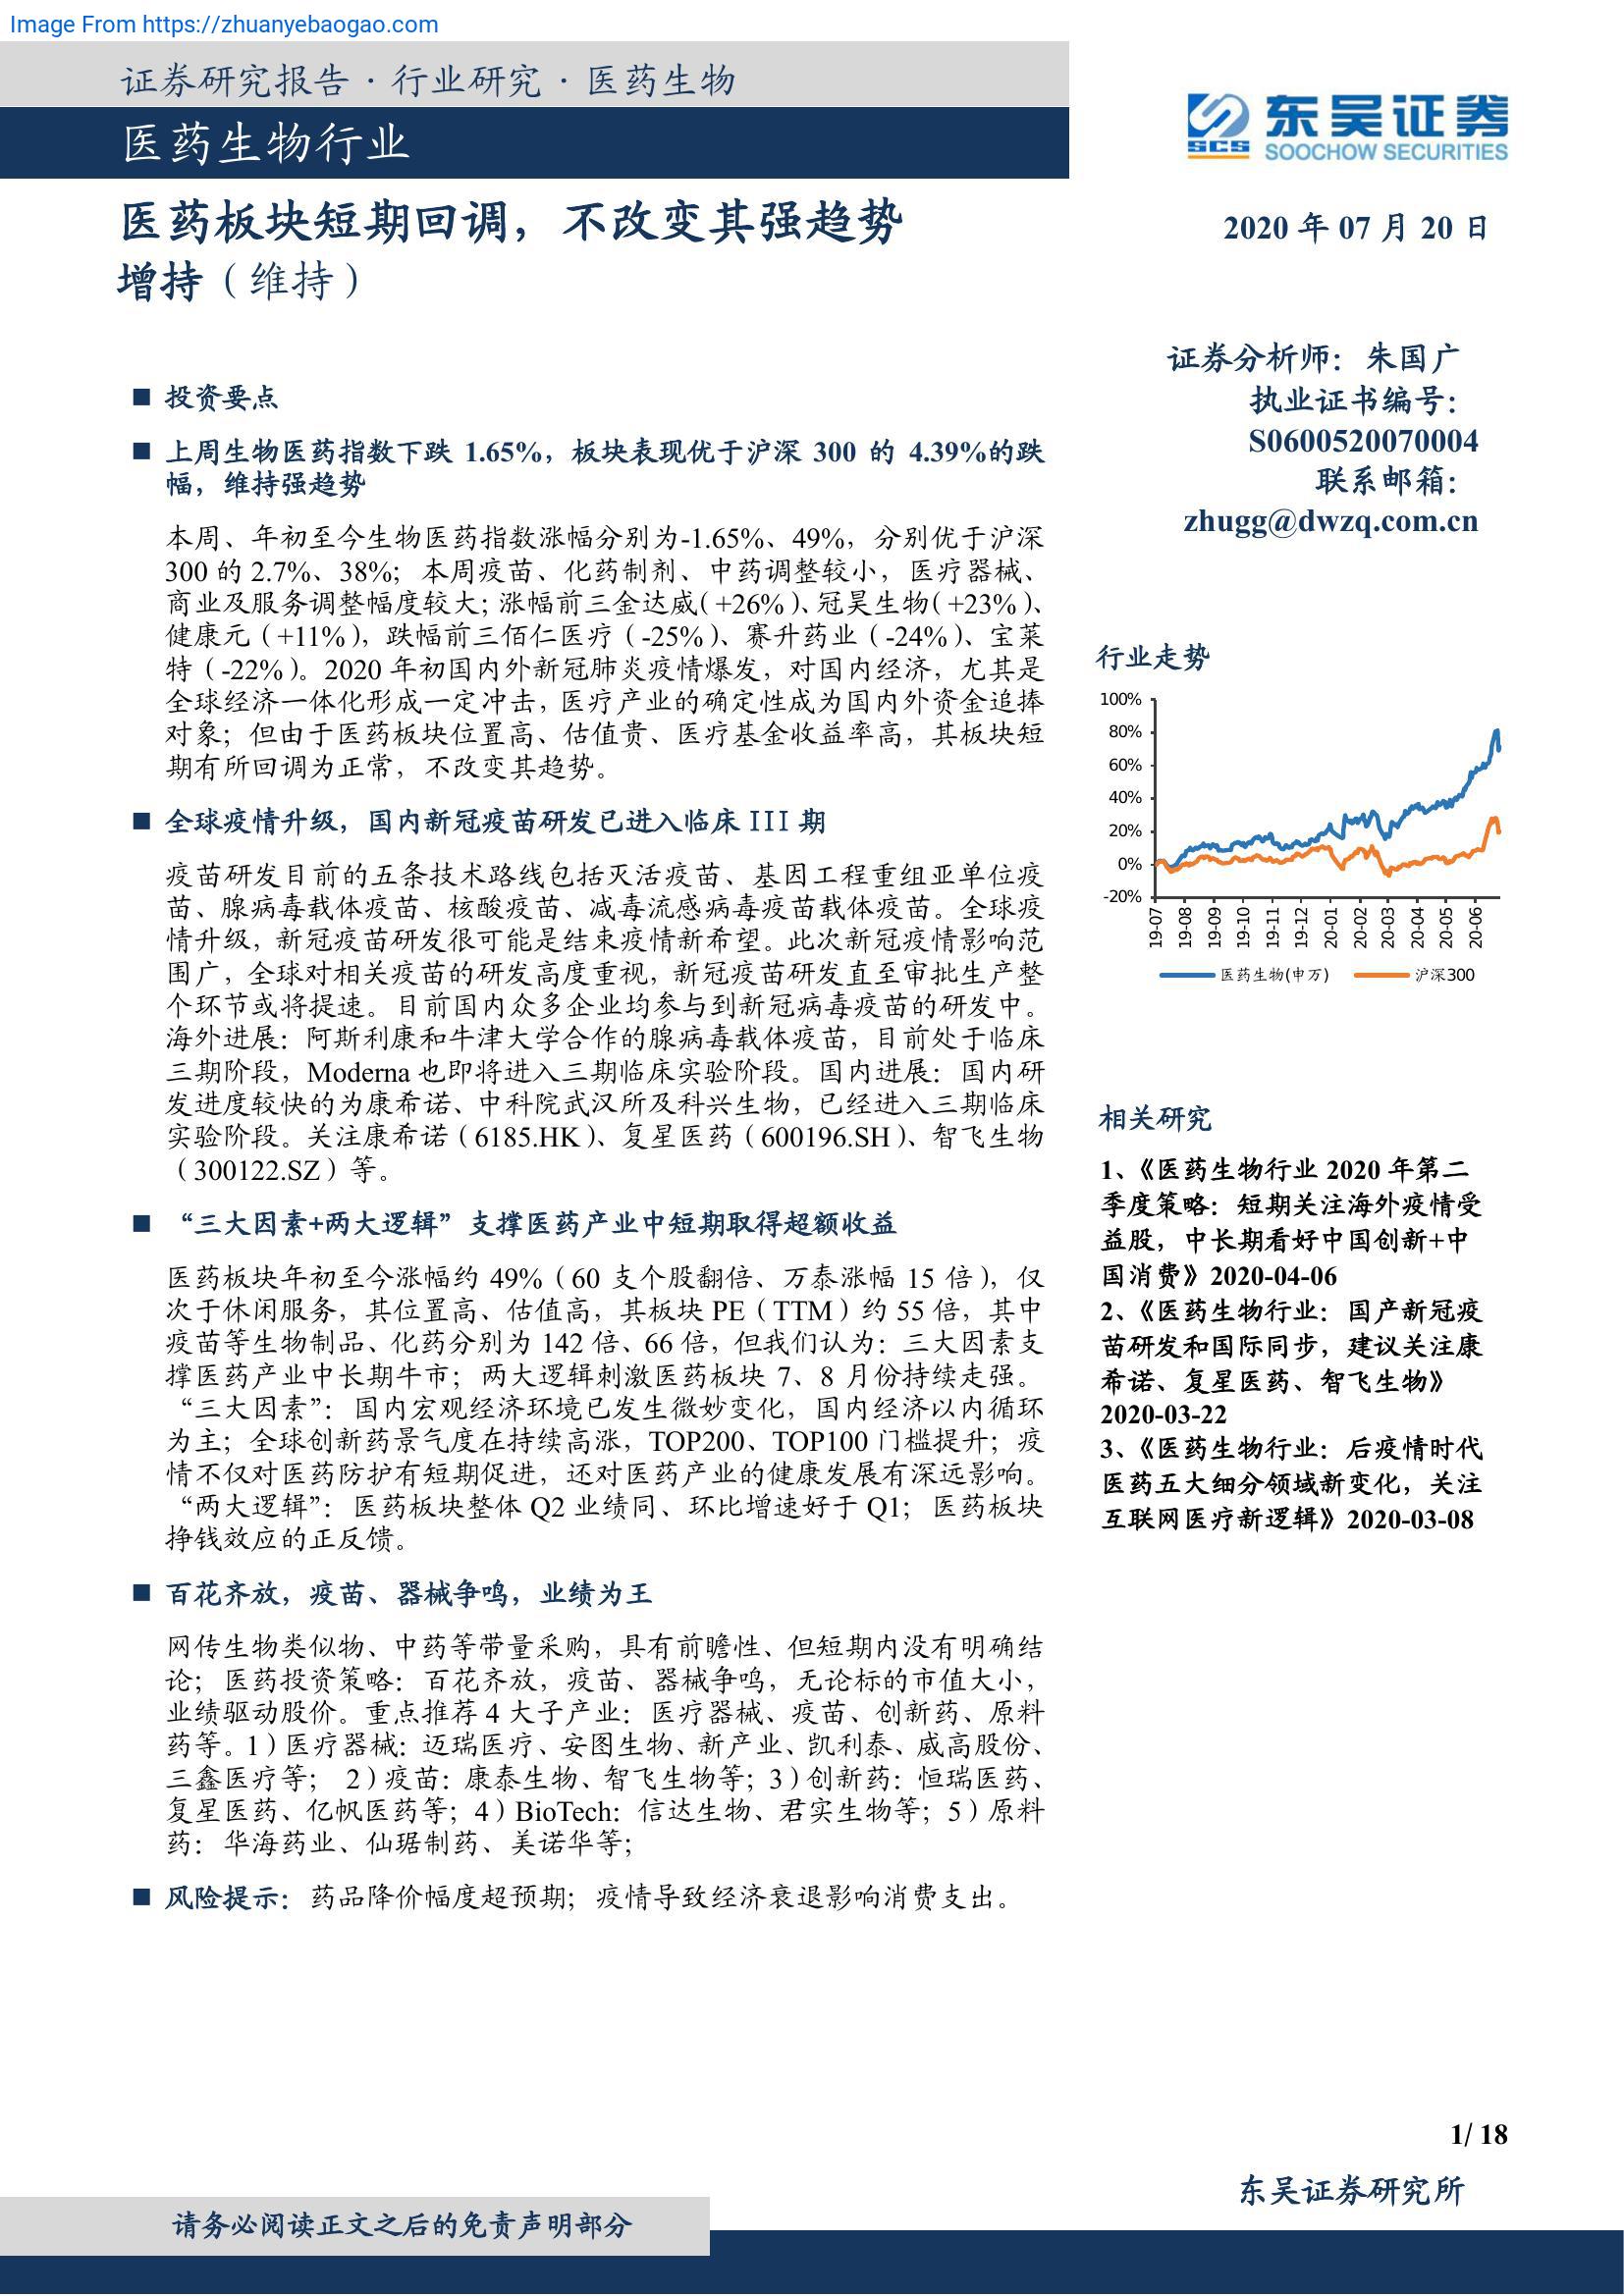 Image From https://zhuanyebaogao.com
证券研究报告·行业研究·医药生物
医药生物行业
东吴证券
SCS
SOOCHOW SECURITIES
医药板块短期回调，不改变其强趋势
增持（维持）
2020 年 07 月 20 日
证券分析师：朱国广
执业证书编号：
S0600520070004
联系邮箱：
zhugg@dwzq.com.cn
■ 投资要点
■ 上周生物医药指数下跌 1.65%，板块表现优于沪深 300 的 4.39%的跌
幅，维持强趋势
本周、年初至今生物医药指数涨幅分别为-1.65%、49%，分别优于沪深
300 的 2.7%、38%；本周疫苗、化药制剂、中药调整较小，医疗器械、
商业及服务调整幅度较大；涨幅前三金达威（+26%）、冠昊生物（+23%）、
健康元（+11%），跌幅前三佰仁医疗（-25%）、赛升药业（-24%）、宝莱
特（-22%）。2020 年初国内外新冠肺炎疫情爆发，对国内经济，尤其是
全球经济一体化形成一定冲击，医疗产业的确定性成为国内外资金追捧
对象；但由于医药板块位置高、估值贵、医疗基金收益率高，其板块短
期有所回调为正常，不改变其趋势。
■ 全球疫情升级，国内新冠疫苗研发已进入临床 III 期
疫苗研发目前的五条技术路线包括灭活疫苗、基因工程重组亚单位疫
苗、腺病毒载体疫苗、核酸疫苗、减毒流感病毒疫苗载体疫苗。全球疫
情升级，新冠疫苗研发很可能是结束疫情新希望。此次新冠疫情影响范
围广，全球对相关疫苗的研发高度重视，新冠疫苗研发直至审批生产整
个环节或将提速。目前国内众多企业均参与到新冠病毒疫苗的研发中。
海外进展：阿斯利康和牛津大学合作的腺病毒载体疫苗，目前处于临床
三期阶段，Moderna 也即将进入三期临床实验阶段。国内进展：国内研
发进度较快的为康希诺、中科院武汉所及科兴生物，已经进入三期临床
实验阶段。关注康希诺（6185.HK）、复星医药（600196.SH）、智飞生物
（300122.SZ）等。
■ “三大因素+两大逻辑”支撑医药产业中短期取得超额收益
医药板块年初至今涨幅约 49%（60 支个股翻倍、万泰涨幅 15 倍），仅
次于休闲服务，其位置高、估值高，其板块 PE（TTM）约 55 倍，其中
疫苗等生物制品、化药分别为 142 倍、66 倍，但我们认为：三大因素支
撑医药产业中长期牛市；两大逻辑刺激医药板块 7、8 月份持续走强。
“三大因素”：国内宏观经济环境已发生微妙变化，国内经济以内循环
为主；全球创新药景气度在持续高涨，TOP200、TOP100 门槛提升；疫
情不仅对医药防护有短期促进，还对医药产业的健康发展有深远影响。
“两大逻辑”：医药板块整体 Q2 业绩同、环比增速好于 Q1；医药板块
挣钱效应的正反馈。
■ 百花齐放，疫苗、器械争鸣，业绩为王
网传生物类似物、中药等带量采购，具有前瞻性、但短期内没有明确结
论；医药投资策略：百花齐放，疫苗、器械争鸣，无论标的市值大小，
业绩驱动股价。重点推荐 4 大子产业：医疗器械、疫苗、创新药、原料
药等。1）医疗器械：迈瑞医疗、安图生物、新产业、凯利泰、威高股份、
三鑫医疗等； 2）疫苗：康泰生物、智飞生物等；3）创新药：恒瑞医药、
复星医药、亿帆医药等；4）BioTech：信达生物、君实生物等；5）原料
药：华海药业、仙琚制药、美诺华等；
■ 风险提示：药品降价幅度超预期；疫情导致经济衰退影响消费支出。
行业走势
100%
80%
60%
40%
20%
0%
-20%
19-07
19-08
19-09
19-10
19-11
19-12
20-01
20-02
20-03
20-04
20-05
20-06
医药生物(申万) 沪深300
相关研究
1、《医药生物行业 2020 年第二
季度策略：短期关注海外疫情受
益股，中长期看好中国创新+中
国消费》2020-04-06
2、《医药生物行业：国产新冠疫
苗研发和国际同步，建议关注康
希诺、复星医药、智飞生物》
2020-03-22
3、《医药生物行业：后疫情时代
医药五大细分领域新变化，关注
互联网医疗新逻辑》2020-03-08
1/ 18
东吴证券研究所
请务必阅读正文之后的免责声明部分